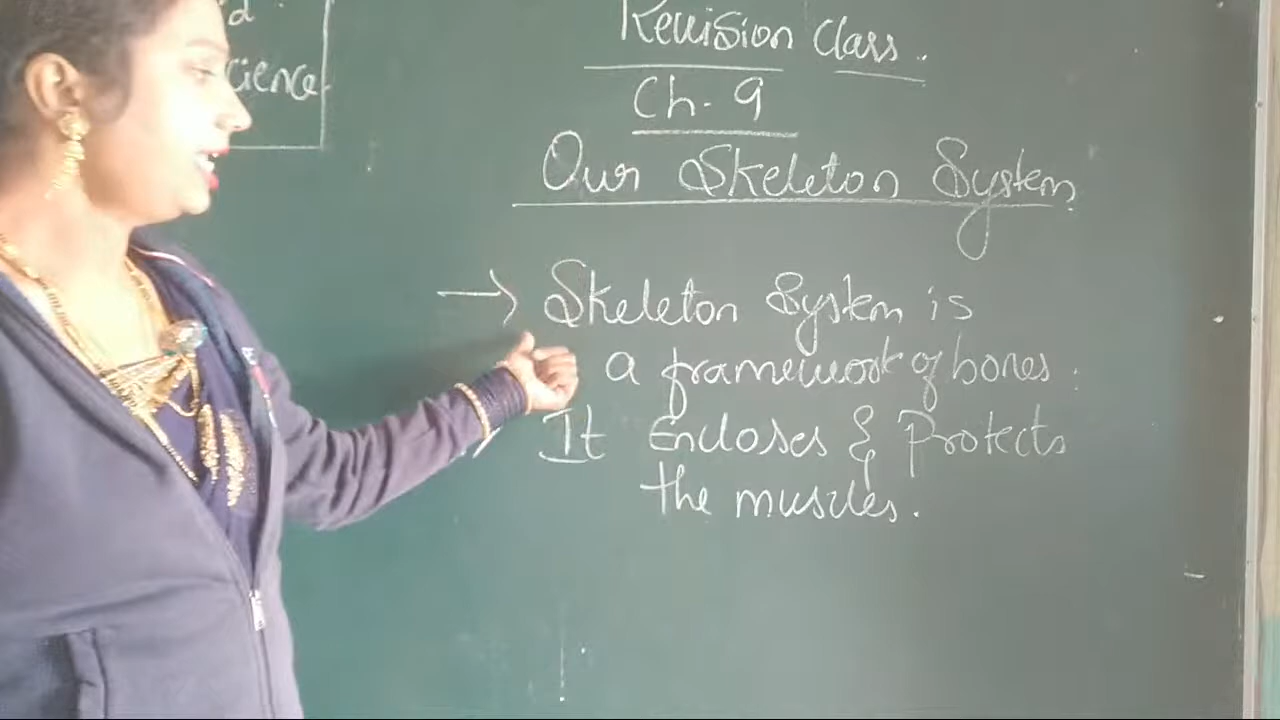 Revision Class.
Ch- 9
Our Skeleton System
→ Skeleton System is
a framework of bones.
It Encloses & Protects
the muscles.